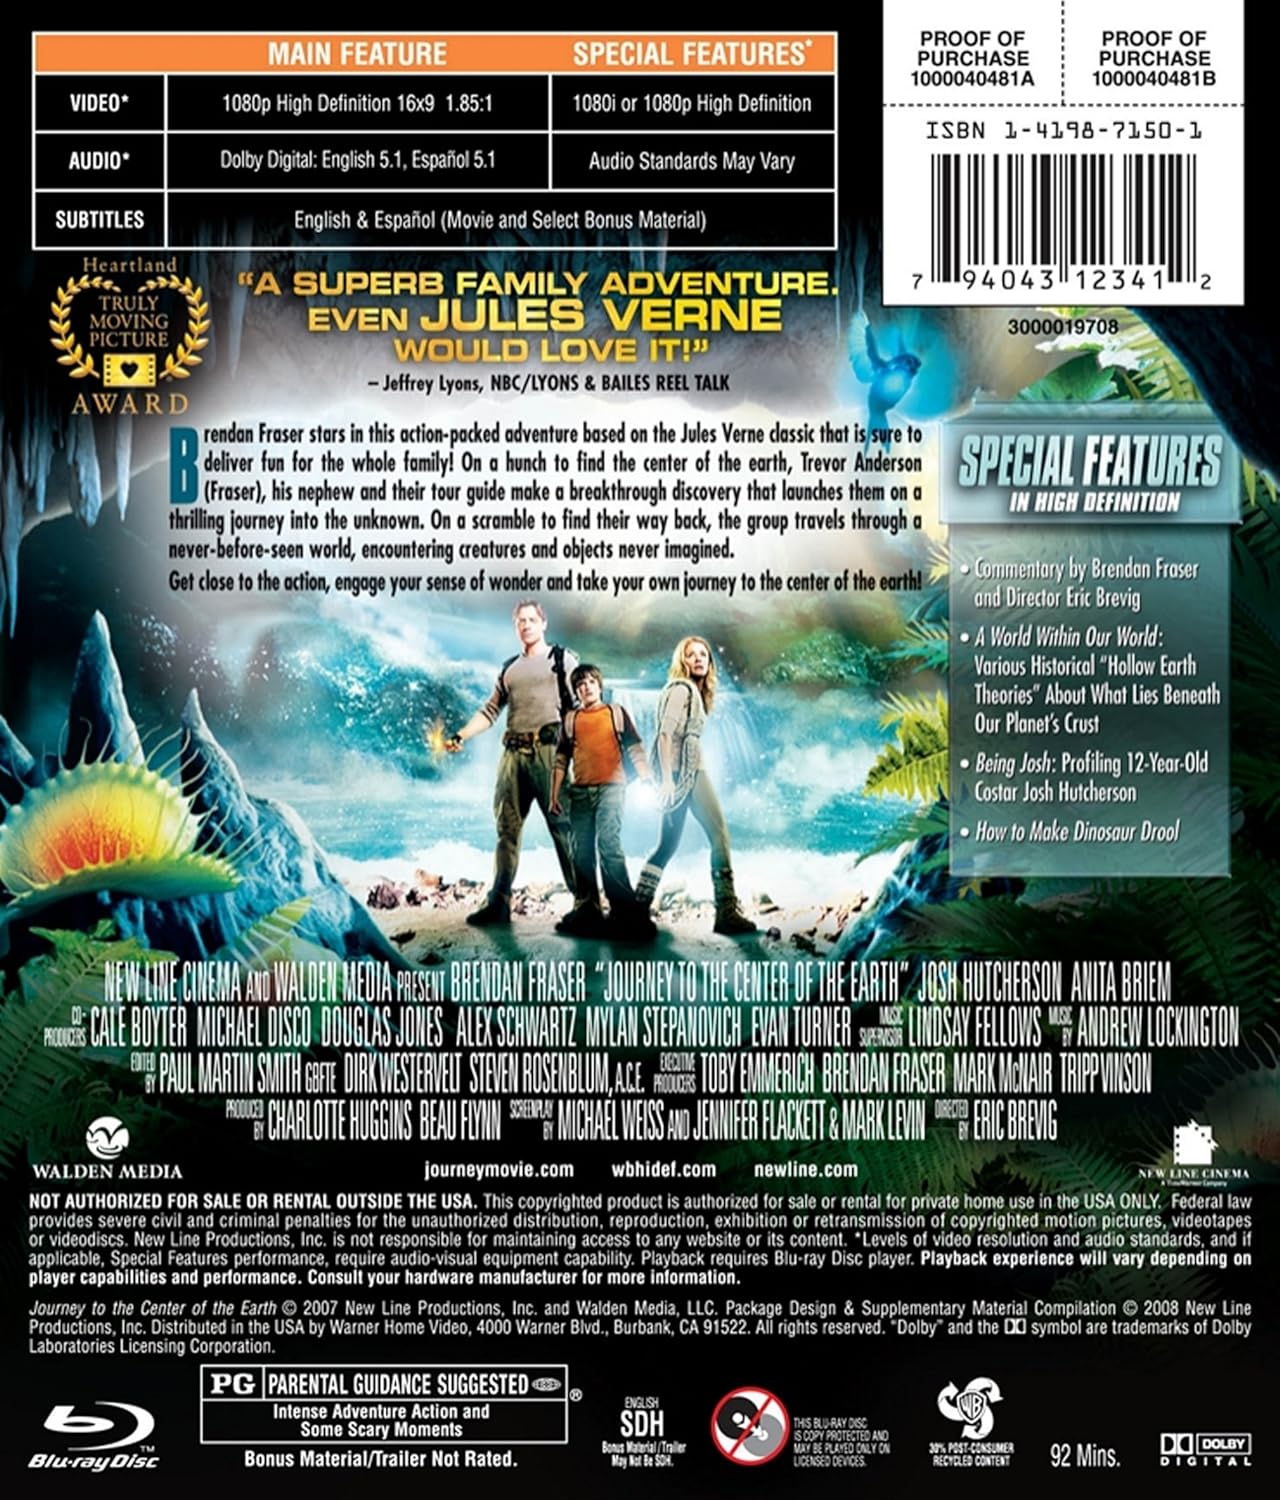 MAIN FEATURE SPECIAL FEATURES*
VIDEO* 1080p High Definition 16x9 1.85:1 1080i or 1080p High Definition
AUDIO* Dolby Digital: English 5.1, Español 5.1 Audio Standards May Vary
SUBTITLES English & Español (Movie and Select Bonus Material)
PROOF OF PURCHASE 1000040481A
PROOF OF PURCHASE 1000040481B
ISBN 1-4198-7150-1
7 94043 12341 2
3000019708
Heartland
TRULY
MOVING
PICTURE
AWARD
“A SUPERB FAMILY ADVENTURE.
EVEN JULES VERNE
WOULD LOVE IT!”
– Jeffrey Lyons, NBC/LYONS & BAILES REEL TALK
Brendan Fraser stars in this action-packed adventure based on the Jules Verne classic that is sure to
deliver fun for the whole family! On a hunch to find the center of the earth, Trevor Anderson
(Fraser), his nephew and their tour guide make a breakthrough discovery that launches them on a
thrilling journey into the unknown. On a scramble to find their way back, the group travels through a
never-before-seen world, encountering creatures and objects never imagined.
Get close to the action, engage your sense of wonder and take your own journey to the center of the earth!
SPECIAL FEATURES
IN HIGH DEFINITION
• Commentary by Brendan Fraser
and Director Eric Brevig
• A World Within Our World:
Various Historical “Hollow Earth
Theories” About What Lies Beneath
Our Planet's Crust
• Being Josh: Profiling 12-Year-Old
Costar Josh Hutcherson
• How to Make Dinosaur Drool
NEW LINE CINEMA AND WALDEN MEDIA PRESENT BRENDAN FRASER “JOURNEY TO THE CENTER OF THE EARTH” JOSH HUTCHERSON ANITA BRIEM
CO-PRODUCERS CALE BOYTER MICHAEL DISCO DOUGLAS JONES ALEX SCHWARTZ MYLAN STEPANOVICH EVAN TURNER MUSIC SUPERVISOR LINDSAY FELLOWS MUSIC BY ANDREW LOCKINGTON
EDITED BY PAUL MARTIN SMITH GBFTE DIRK WESTERVELT STEVEN ROSENBLUM, A.C.E. EXECUTIVE PRODUCERS TOBY EMMERICH BRENDAN FRASER MARK McNAIR TRIPP VINSON
PRODUCED BY CHARLOTTE HUGGINS BEAU FLYNN SCREENPLAY BY MICHAEL WEISS AND JENNIFER FLACKETT & MARK LEVIN DIRECTED BY ERIC BREVIG
WALDEN MEDIA
journeymovie.com wbhidef.com newline.com
NEW LINE CINEMA
A TimeWarner Company
NOT AUTHORIZED FOR SALE OR RENTAL OUTSIDE THE USA. This copyrighted product is authorized for sale or rental for private home use in the USA ONLY. Federal law
provides severe civil and criminal penalties for the unauthorized distribution, reproduction, exhibition or retransmission of copyrighted motion pictures, videotapes
or videodiscs. New Line Productions, Inc. is not responsible for maintaining access to any website or its content. *Levels of video resolution and audio standards, and if
applicable, Special Features performance, require audio-visual equipment capability. Playback requires Blu-ray Disc player. Playback experience will vary depending on
player capabilities and performance. Consult your hardware manufacturer for more information.
Journey to the Center of the Earth © 2007 New Line Productions, Inc. and Walden Media, LLC. Package Design & Supplementary Material Compilation © 2008 New Line
Productions, Inc. Distributed in the USA by Warner Home Video, 4000 Warner Blvd., Burbank, CA 91522. All rights reserved. “Dolby” and the DD symbol are trademarks of Dolby
Laboratories Licensing Corporation.
Blu-ray Disc ™
PG PARENTAL GUIDANCE SUGGESTED ®
Intense Adventure Action and
Some Scary Moments
Bonus Material/Trailer Not Rated.
ENGLISH
SDH
Bonus Material/Trailer
May Not Be SDH.
THIS BLU-RAY DISC
IS COPY PROTECTED AND
MAY BE PLAYED ONLY ON
LICENSED DEVICES.
WB
30% POST-CONSUMER
RECYCLED CONTENT
92 Mins.
DOLBY
DIGITAL